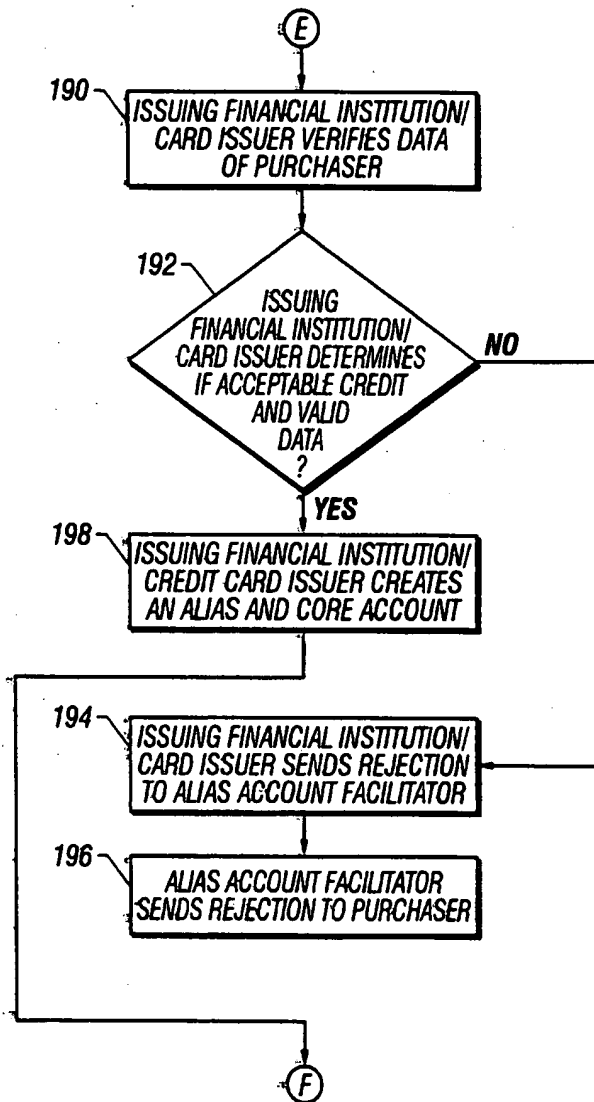 E
190
ISSUING FINANCIAL INSTITUTION/
CARD ISSUER VERIFIES DATA
OF PURCHASER
192
ISSUING
FINANCIAL INSTITUTION/
CARD ISSUER DETERMINES
IF ACCEPTABLE CREDIT
AND VALID
DATA
?
NO
YES
198
ISSUING FINANCIAL INSTITUTION/
CREDIT CARD ISSUER CREATES
AN ALIAS AND CORE ACCOUNT
194
ISSUING FINANCIAL INSTITUTION/
CARD ISSUER SENDS REJECTION
TO ALIAS ACCOUNT FACILITATOR
196
ALIAS ACCOUNT FACILITATOR
SENDS REJECTION TO PURCHASER
F